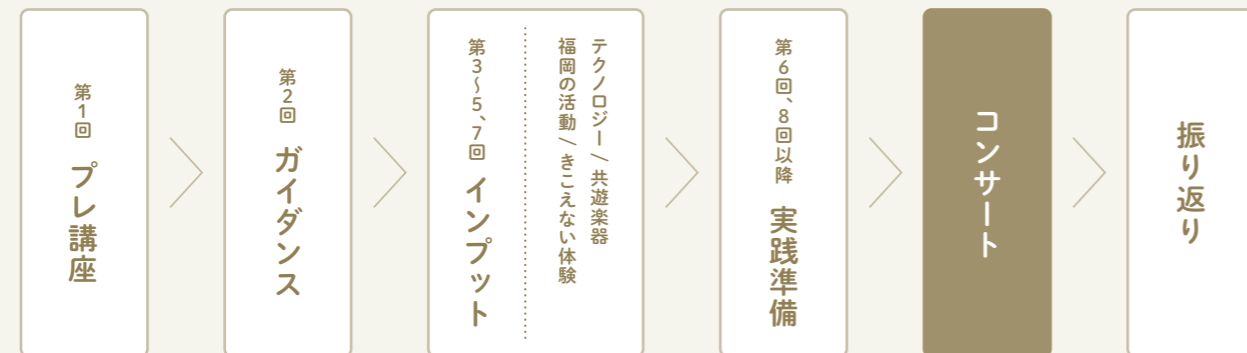 第1回 プレ講座
第2回 ガイダンス
第3〜5、7回 インプット
テクノロジー / 共遊楽器
福岡の活動 / きこえない体験
第6回、8回以降 実践準備
コンサート
振り返り